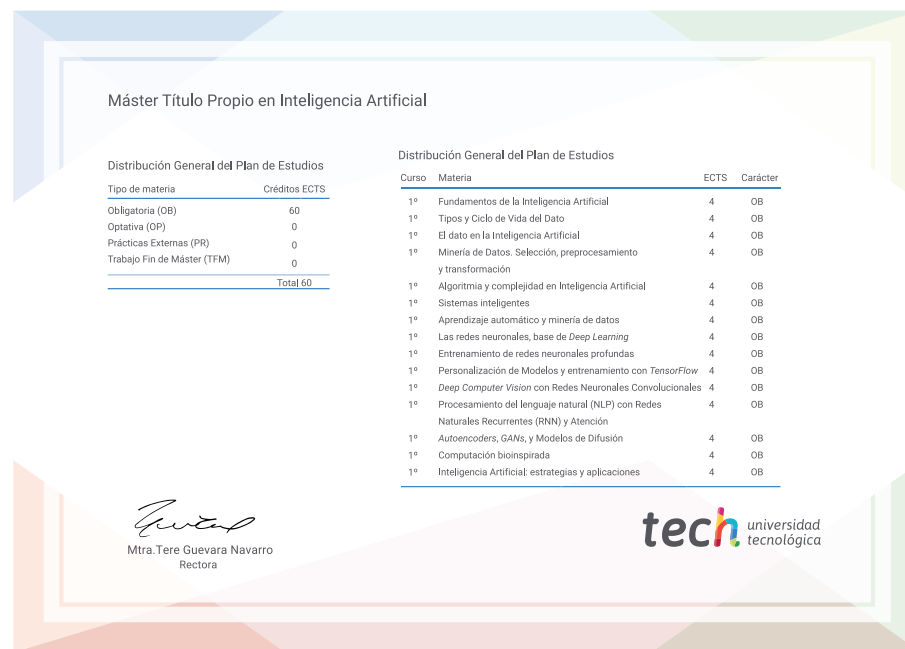 Máster Título Propio en Inteligencia Artificial
Distribución General del Plan de Estudios
Tipo de materia Créditos ECTS
Obligatoria (OB) 60
Optativa (OP) 0
Prácticas Externas (PR) 0
Trabajo Fin de Máster (TFM) 0
Total 60
Distribución General del Plan de Estudios
Curso Materia ECTS Carácter
1º Fundamentos de la Inteligencia Artificial 4 OB
1º Tipos y Ciclo de Vida del Dato 4 OB
1º El dato en la Inteligencia Artificial 4 OB
1º Minería de Datos. Selección, preprocesamiento 4 OB
y transformación
1º Algoritmia y complejidad en Inteligencia Artificial 4 OB
1º Sistemas inteligentes 4 OB
1º Aprendizaje automático y minería de datos 4 OB
1º Las redes neuronales, base de Deep Learning 4 OB
1º Entrenamiento de redes neuronales profundas 4 OB
1º Personalización de Modelos y entrenamiento con TensorFlow 4 OB
1º Deep Computer Vision con Redes Neuronales Convolucionales 4 OB
1º Procesamiento del lenguaje natural (NLP) con Redes 4 OB
Naturales Recurrentes (RNN) y Atención
1º Autoencoders, GANs, y Modelos de Difusión 4 OB
1º Computación bioinspirada 4 OB
1º Inteligencia Artificial: estrategias y aplicaciones 4 OB
Mtra.Tere Guevara Navarro
Rectora
tech universidad
tecnológica